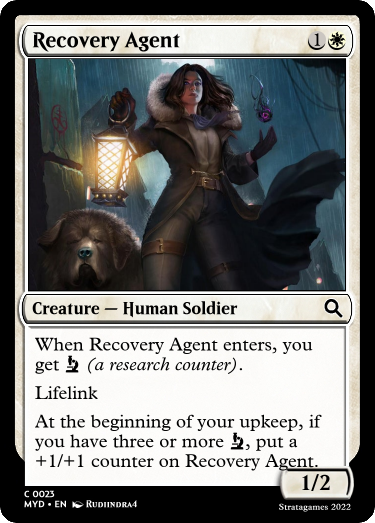 Recovery Agent 1
Creature — Human Soldier
When Recovery Agent enters, you
get (a research counter).
Lifelink
At the beginning of your upkeep, if
you have three or more , put a
+1/+1 counter on Recovery Agent.
1/2
C 0023
MYD • EN Rudiindra4
Stratagames 2022